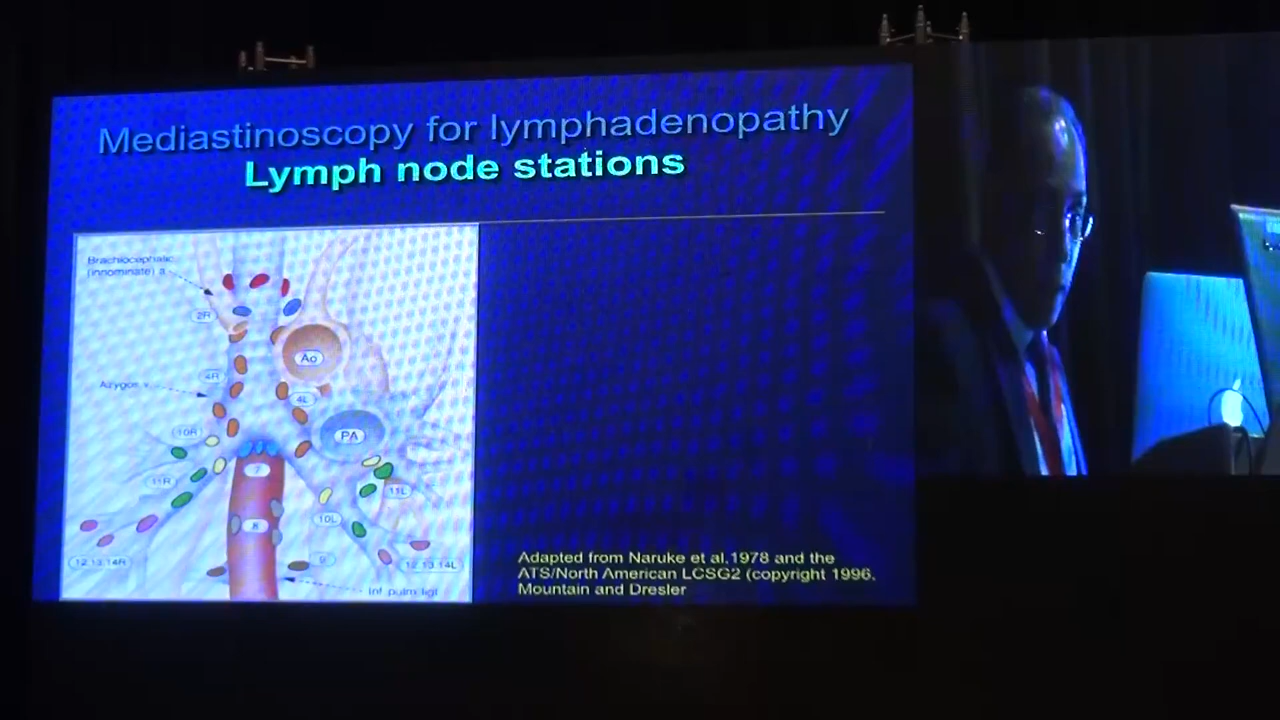 Mediastinoscopy for lymphadenopathy
Lymph node stations
Brachiocephalic
(innominate) a
2R
Ao
4R
Azygos v
4L
PA
10R
7
11R
11L
10L
8
9
12,13,14R
12,13,14L
Inf pulm ligt
Adapted from Naruke et al,1978 and the
ATS/North American LCSG2 (copyright 1996,
Mountain and Dresler